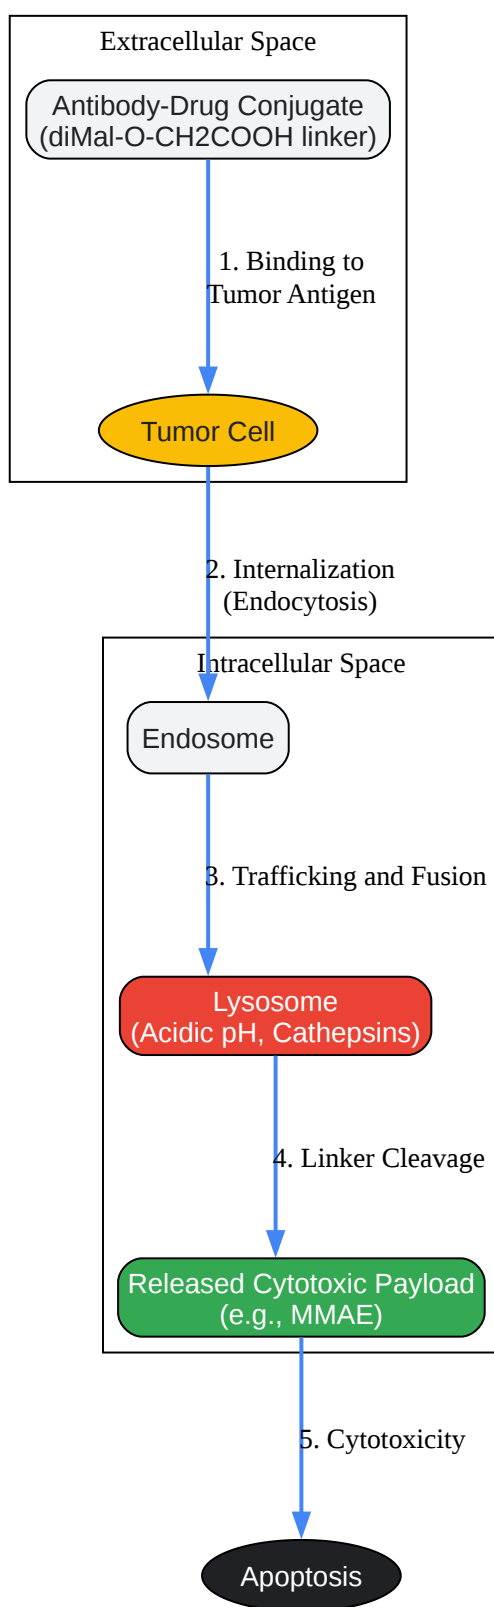 Extracellular Space
Antibody-Drug Conjugate
(diMal-O-CH2COOH linker)
1. Binding to
Tumor Antigen
Tumor Cell
2. Internalization
(Endocytosis)
Intracellular Space
Endosome
3. Trafficking and Fusion
Lysosome
(Acidic pH, Cathepsins)
4. Linker Cleavage
Released Cytotoxic Payload
(e.g., MMAE)
5. Cytotoxicity
Apoptosis